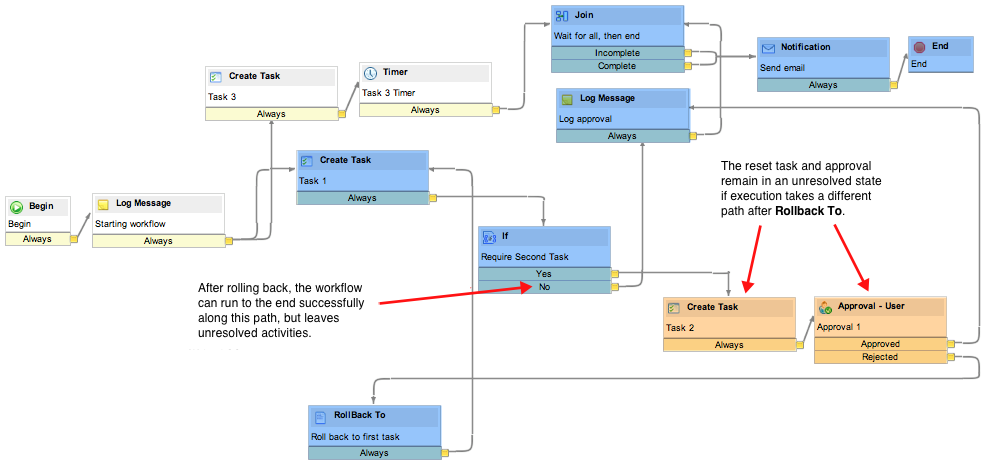 Join
Wait for all, then end
Incomplete
Complete
Notification
Send email
Always
End
End
Create Task
Task 3
Always
Timer
Task 3 Timer
Always
Log Message
Log approval
Always
Create Task
Task 1
Always
The reset task and approval
remain in an unresolved state
if execution takes a different
path after Rollback To.
Begin
Begin
Always
Log Message
Starting workflow
Always
If
Require Second Task
Yes
No
After rolling back, the workflow
can run to the end successfully
along this path, but leaves
unresolved activities.
Create Task
Task 2
Always
Approval - User
Approval 1
Approved
Rejected
RollBack To
Roll back to first task
Always